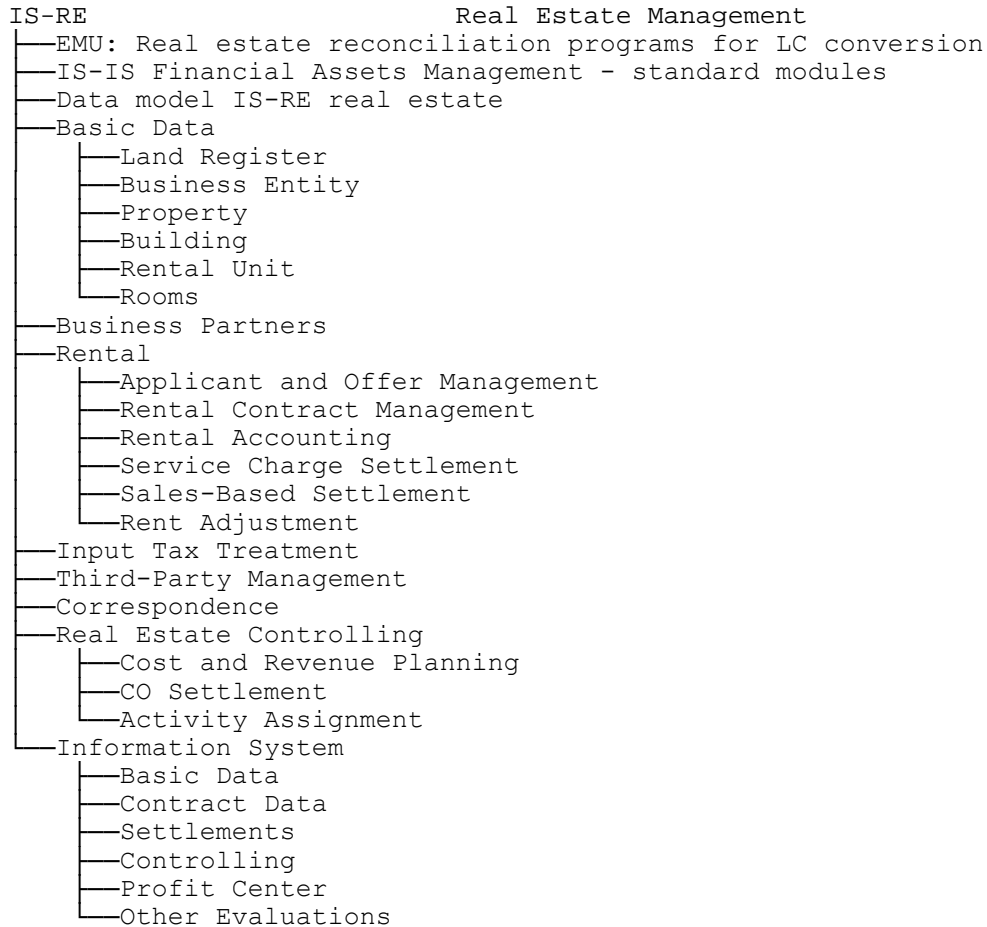 IS-RE Real Estate Management
EMU: Real estate reconciliation programs for LC conversion
IS-IS Financial Assets Management - standard modules
Data model IS-RE real estate
Basic Data
Land Register
Business Entity
Property
Building
Rental Unit
Rooms
Business Partners
Rental
Applicant and Offer Management
Rental Contract Management
Rental Accounting
Service Charge Settlement
Sales-Based Settlement
Rent Adjustment
Input Tax Treatment
Third-Party Management
Correspondence
Real Estate Controlling
Cost and Revenue Planning
CO Settlement
Activity Assignment
Information System
Basic Data
Contract Data
Settlements
Controlling
Profit Center
Other Evaluations